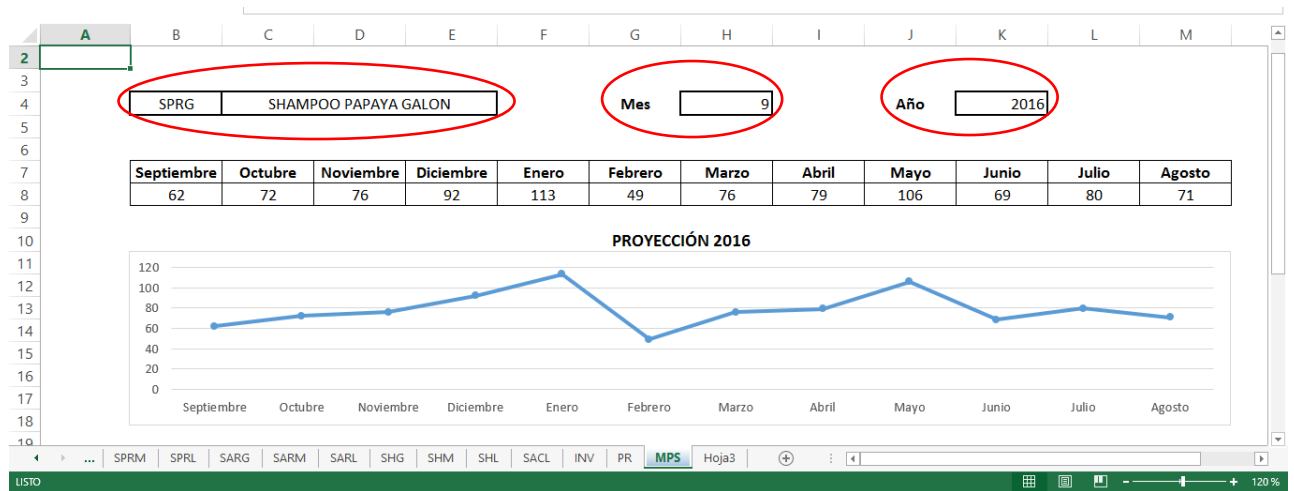 A B C D E F G H I J K L M
2
3
4 SPRG SHAMPOO PAPAYA GALON Mes 9 Año 2016
5
6
7 Septiembre Octubre Noviembre Diciembre Enero Febrero Marzo Abril Mayo Junio Julio Agosto
8 62 72 76 92 113 49 76 79 106 69 80 71
9
10 PROYECCIÓN 2016
11
12
13
14
15
16
17
18
19
120
100
80
60
40
20
0
Septiembre Octubre Noviembre Diciembre Enero Febrero Marzo Abril Mayo Junio Julio Agosto
... SPRM SPRL SARG SARM SARL SHG SHM SHL SACL INV PR MPS Hoja3
LISTO 120 %